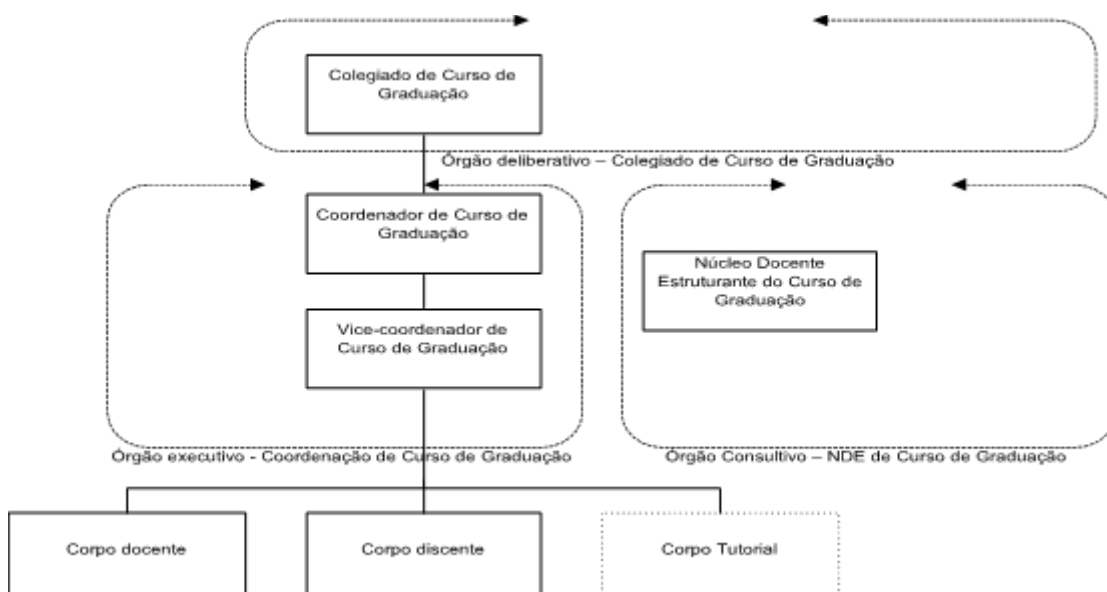 Colegiado de Curso de
Graduação
Órgão deliberativo – Colegiado de Curso de Graduação
Coordenador de Curso de
Graduação
Núcleo Docente
Estruturante do Curso de
Graduação
Vice-coordenador de
Curso de Graduação
Órgão executivo - Coordenação de Curso de Graduação
Órgão Consultivo – NDE de Curso de Graduação
Corpo docente
Corpo discente
Corpo Tutorial